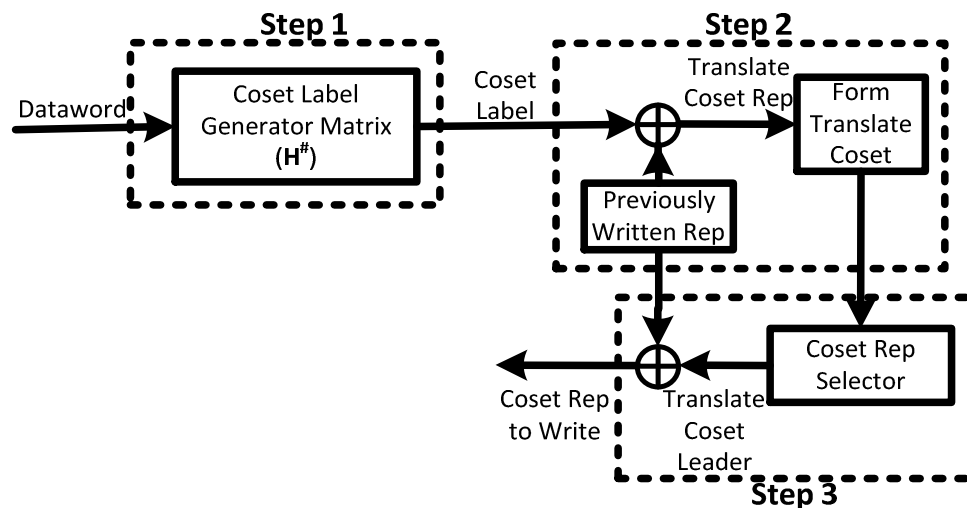 Step 1
Dataword
Coset Label
Generator Matrix
(H#)
Coset
Label
Step 2
Translate
Coset Rep
Form
Translate
Coset
Previously
Written Rep
Coset Rep
Selector
Translate
Coset
Leader
Coset Rep
to Write
Step 3